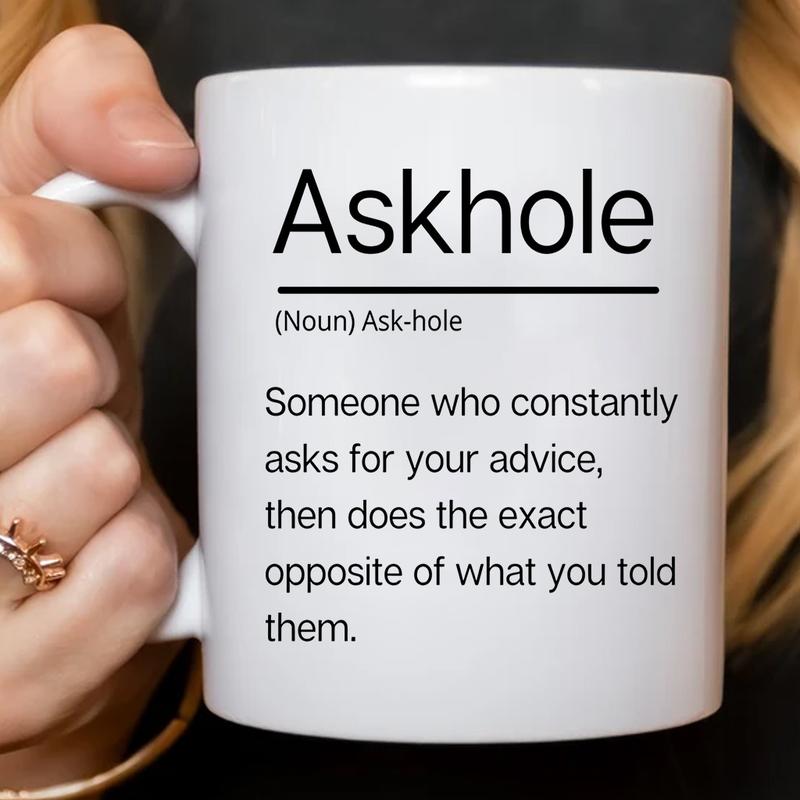 Askhole
(Noun) Ask-hole
Someone who constantly
asks for your advice,
then does the exact
opposite of what you told
them.